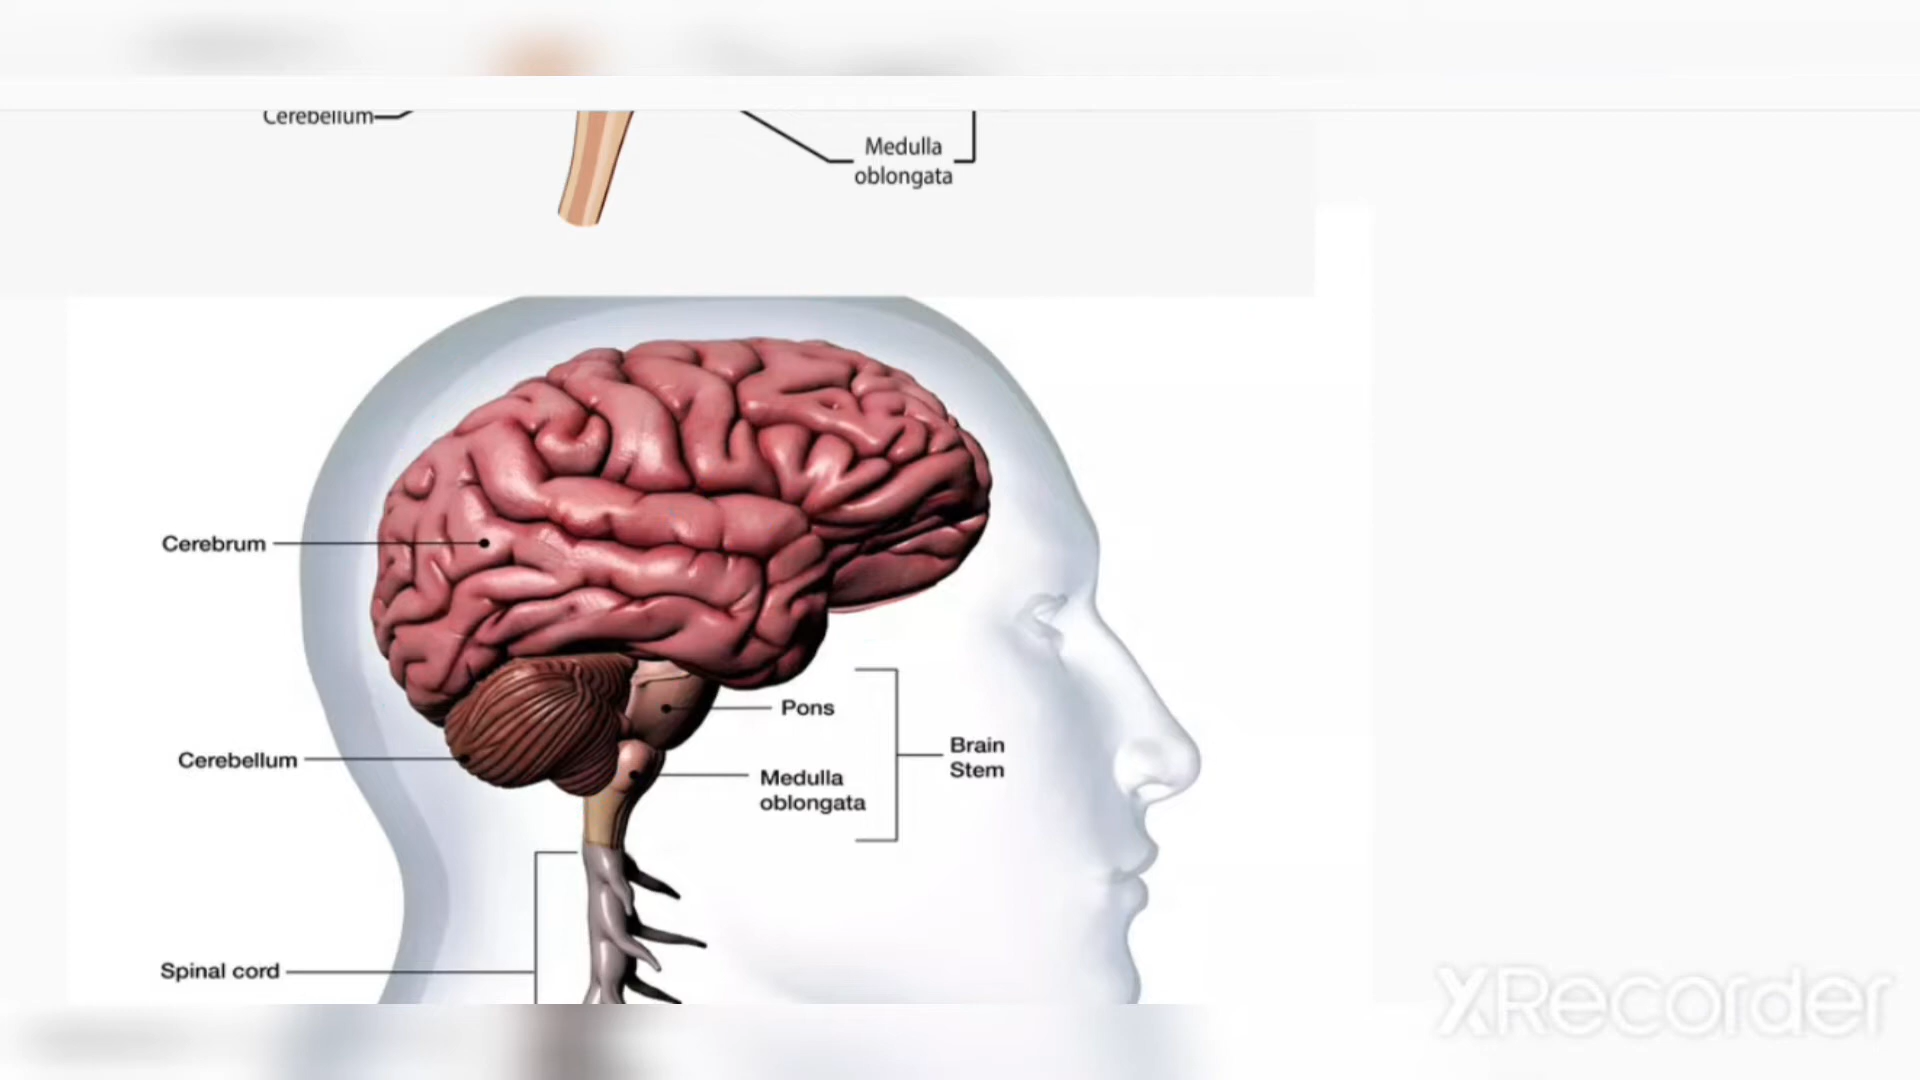 Cerebellum
Medulla
oblongata
Cerebrum
Pons
Brain
Stem
Cerebellum
Medulla
oblongata
Spinal cord
XRecorder